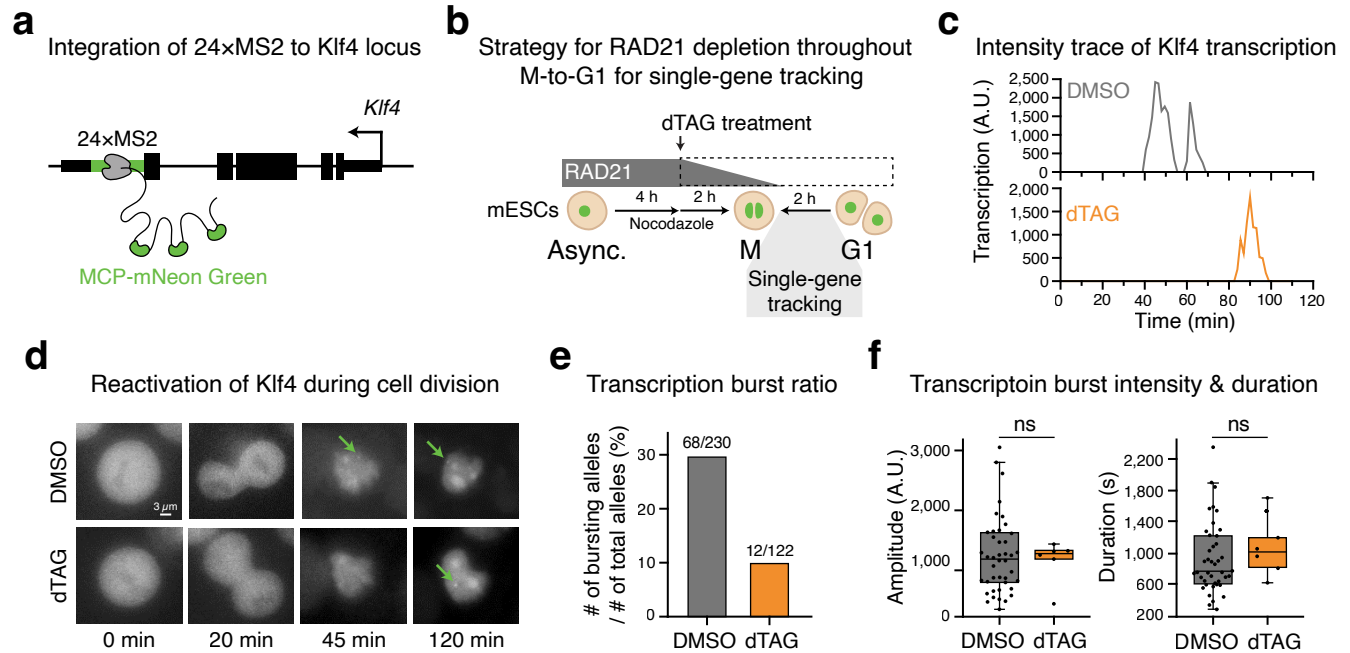 a
Integration of 24×MS2 to Klf4 locus
Klf4
24×MS2
MCP-mNeon Green
b
Strategy for RAD21 depletion throughout
M-to-G1 for single-gene tracking
dTAG treatment
RAD21
4 h
2 h
2 h
mESCs
Nocodazole
Async.
M
G1
Single-gene
tracking
c
Intensity trace of Klf4 transcription
Transcription (A.U.)
2,500
2,000
1,500
1,000
500
0
DMSO
2,000
1,500
1,000
500
0
dTAG
0 20 40 60 80 100 120
Time (min)
d
Reactivation of Klf4 during cell division
DMSO
3 µm
dTAG
0 min 20 min 45 min 120 min
e
Transcription burst ratio
# of bursting alleles
/ # of total alleles (%)
30
20
10
0
68/230
12/122
DMSO dTAG
f
Transcriptoin burst intensity & duration
Amplitude (A.U.)
3,000
2,000
1,000
0
ns
DMSO dTAG
Duration (s)
2,200
1,800
1,400
1,000
600
200
ns
DMSO dTAG